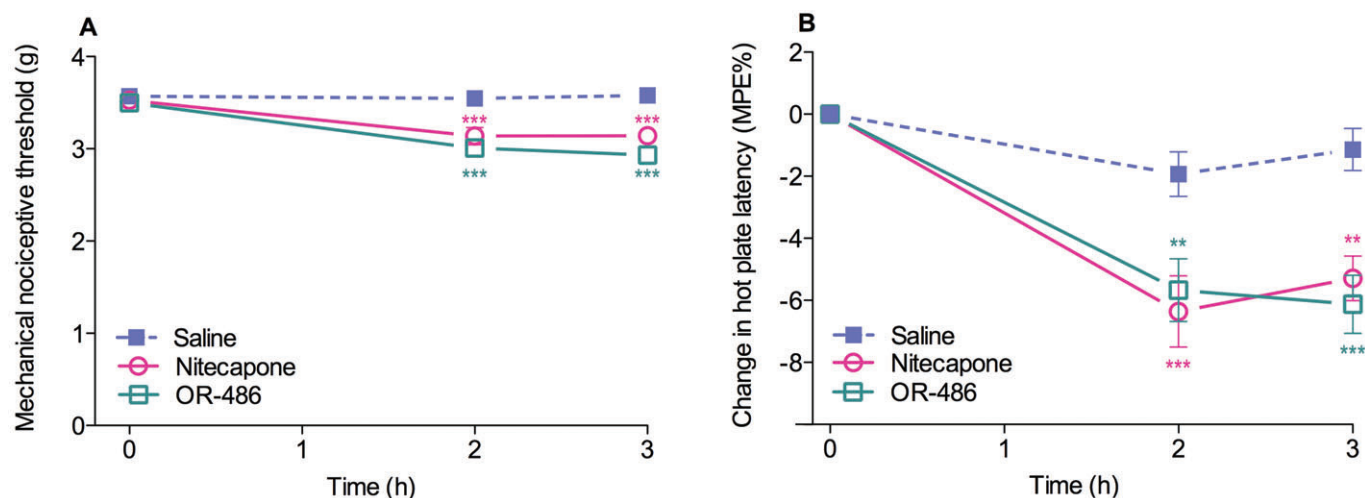 A
Mechanical nociceptive threshold (g)
4
3
2
1
0
***
***
***
***
Saline
Nitecapone
OR-486
0
1
2
3
Time (h)
B
Change in hot plate latency (MPE%)
2
0
-2
-4
-6
-8
**
**
***
***
Saline
Nitecapone
OR-486
0
1
2
3
Time (h)